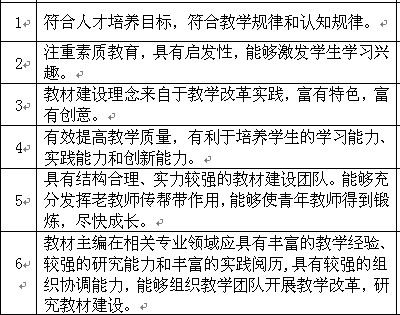 1 符合人才培养目标，符合教学规律和认知规律。
2 注重素质教育，具有启发性，能够激发学生学习兴
趣。
3 教材建设理念来自于教学改革实践，富有特色，富
有创意。
4 有效提高教学质量，有利于培养学生的学习能力、
实践能力和创新能力。
5 具有结构合理、实力较强的教材建设团队。能够充
分发挥老教师传帮带作用，能够使青年教师得到锻
炼，尽快成长。
6 教材主编在相关专业领域应具有丰富的教学经验、
较强的研究能力和丰富的实践阅历，具有较强的组
织协调能力，能够组织教学团队开展教学改革，研
究教材建设。